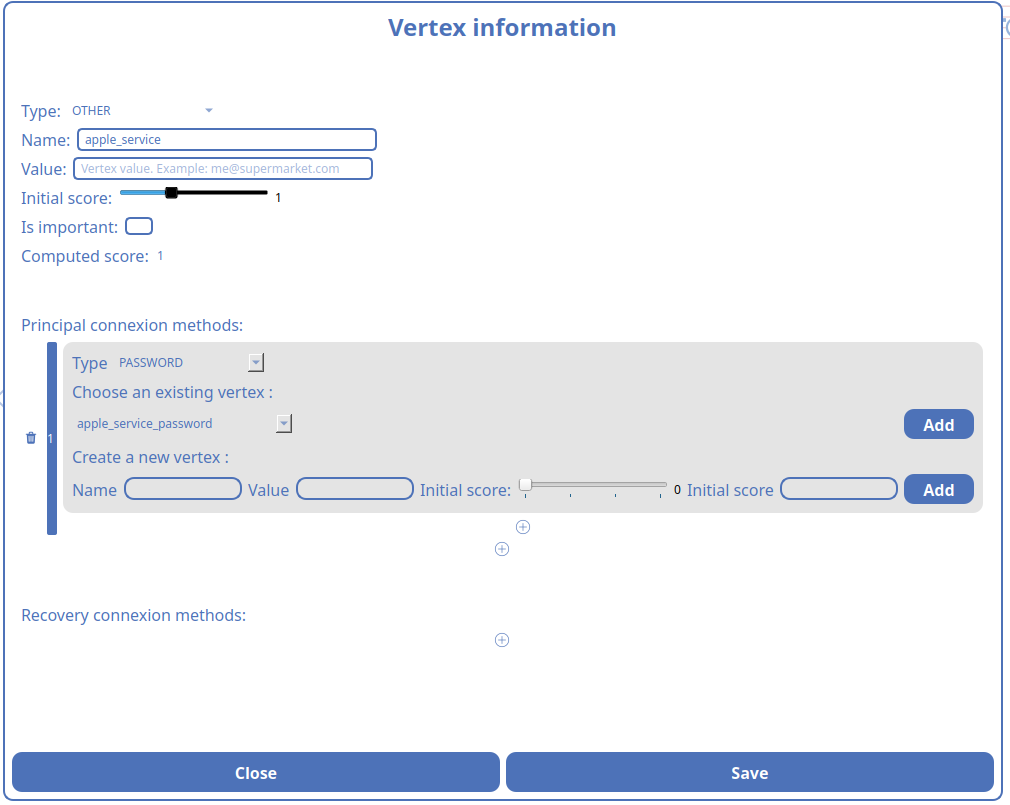 Vertex information
Type: OTHER
Name: apple_service
Value: Vertex value. Example: me@supermarket.com
Initial score: 1
Is important:
Computed score: 1
Principal connexion methods:
Type PASSWORD
Choose an existing vertex :
apple_service_password Add
1
Create a new vertex :
Name Value Initial score: 0 Initial score Add
Recovery connexion methods:
Close Save